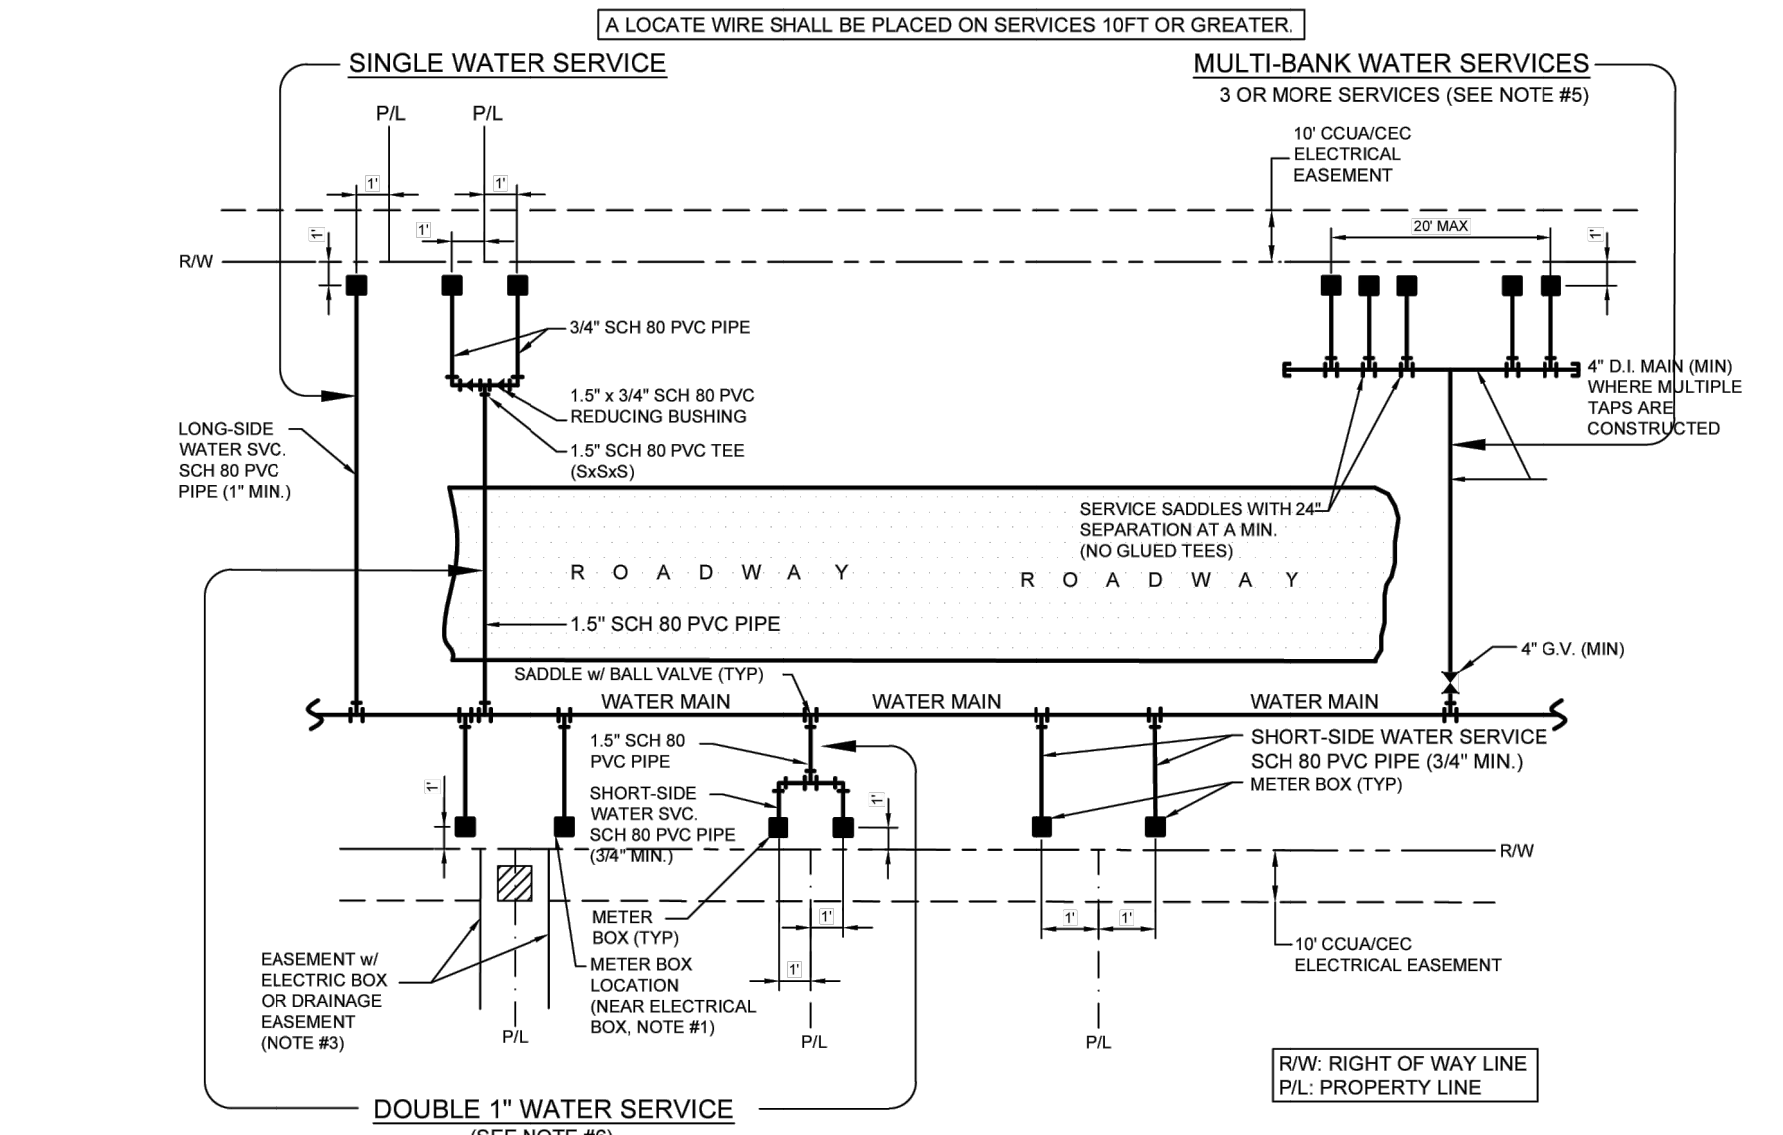 A LOCATE WIRE SHALL BE PLACED ON SERVICES 10FT OR GREATER.
SINGLE WATER SERVICE
MULTI-BANK WATER SERVICES
3 OR MORE SERVICES (SEE NOTE #5)
P/L
P/L
10' CCUA/CEC
ELECTRICAL
EASEMENT
1'
1'
1'
1'
20' MAX
1'
R/W
3/4" SCH 80 PVC PIPE
1.5" x 3/4" SCH 80 PVC
REDUCING BUSHING
1.5" SCH 80 PVC TEE
(SxSxS)
LONG-SIDE
WATER SVC.
SCH 80 PVC
PIPE (1" MIN.)
4" D.I. MAIN (MIN)
WHERE MULTIPLE
TAPS ARE
CONSTRUCTED
SERVICE SADDLES WITH 24"
SEPARATION AT A MIN.
(NO GLUED TEES)
ROADWAY
ROADWAY
1.5" SCH 80 PVC PIPE
4" G.V. (MIN)
SADDLE w/ BALL VALVE (TYP)
WATER MAIN
WATER MAIN
WATER MAIN
1.5" SCH 80
PVC PIPE
SHORT-SIDE WATER SERVICE
SCH 80 PVC PIPE (3/4" MIN.)
METER BOX (TYP)
1'
SHORT-SIDE
WATER SVC.
SCH 80 PVC PIPE
(3/4" MIN.)
1'
R/W
METER
BOX (TYP)
1'
1'
1'
1'
10' CCUA/CEC
ELECTRICAL EASEMENT
EASEMENT w/
ELECTRIC BOX
OR DRAINAGE
EASEMENT
(NOTE #3)
METER BOX
LOCATION
(NEAR ELECTRICAL
BOX, NOTE #1)
P/L
P/L
P/L
R/W: RIGHT OF WAY LINE
P/L: PROPERTY LINE
DOUBLE 1" WATER SERVICE
(SEE NOTE #6)